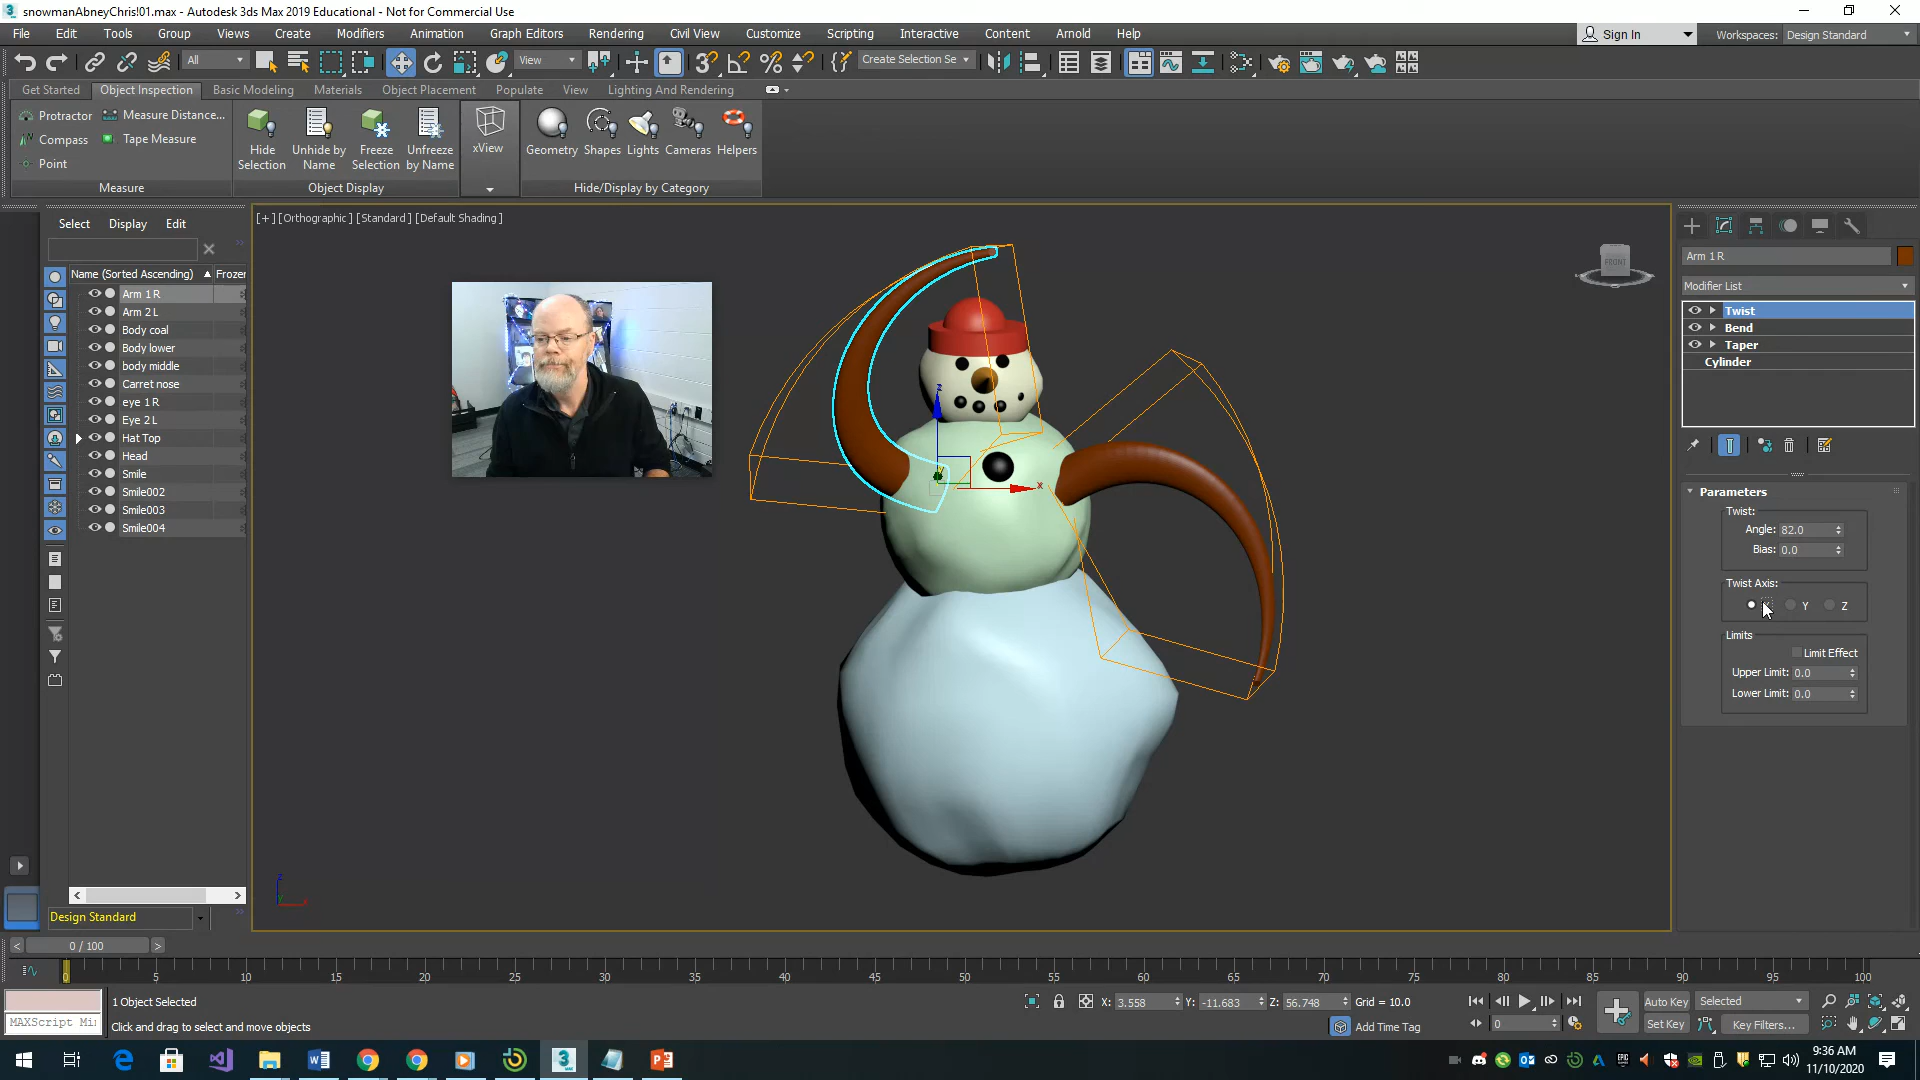 snowmanAbneyChris!01.max - Autodesk 3ds Max 2019 Educational - Not for Commercial Use
File Edit Tools Group Views Create Modifiers Animation Graph Editors Rendering Civil View Customize Scripting Interactive Content Arnold Help
Sign In
Workspaces: Design Standard
All
View
Create Selection Se
Get Started Object Inspection Basic Modeling Materials Object Placement Populate View Lighting And Rendering
Protractor Measure Distance...
Compass Tape Measure
Point
Measure
Hide Selection
Unhide by Name
Freeze Selection
Unfreeze by Name
Object Display
xView
Geometry Shapes Lights Cameras Helpers
Hide/Display by Category
Select Display Edit
Name (Sorted Ascending) Frozen
Arm 1 R
Arm 2 L
Body coal
Body lower
body middle
Carret nose
eye 1 R
Eye 2 L
Hat Top
Head
Smile
Smile002
Smile003
Smile004
Design Standard
[+] [Orthographic] [Standard] [Default Shading]
z
x
FRONT
Arm 1 R
Modifier List
Twist
Bend
Taper
Cylinder
Parameters
Twist:
Angle: 82.0
Bias: 0.0
Twist Axis:
Y Z
Limits
Limit Effect
Upper Limit: 0.0
Lower Limit: 0.0
0 / 100
0 5 10 15 20 25 30 35 40 45 50 55 60 65 70 75 80 85 90 95 100
1 Object Selected
MAXScript Mi
Click and drag to select and move objects
X: 3.558 Y: -11.683 Z: 56.748 Grid = 10.0
Add Time Tag
0
Auto Key Selected
Set Key Key Filters...
9:36 AM
11/10/2020